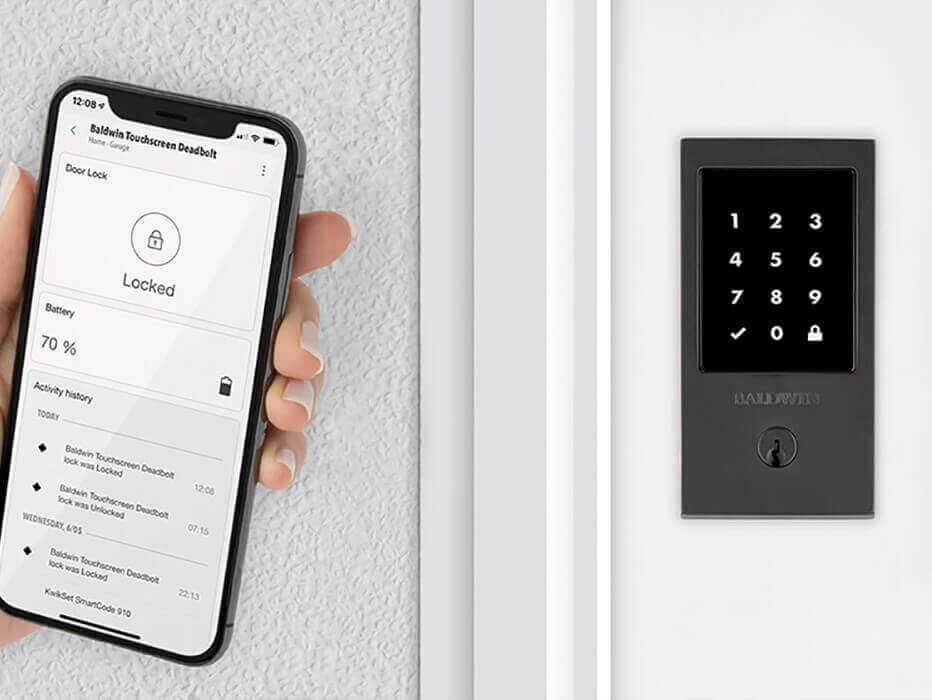 12:08
Baldwin Touchscreen Deadbolt
Home - Garage
Door Lock
Locked
Battery
70 %
Activity history
TODAY
Baldwin Touchscreen Deadbolt
lock was Locked
12:08
Baldwin Touchscreen Deadbolt
lock was Unlocked
07:15
WEDNESDAY, 6/05
Baldwin Touchscreen Deadbolt
lock was Locked
22:13
KwikSet SmartCode 910
1 2 3
4 5 6
7 8 9
0
BALDWIN